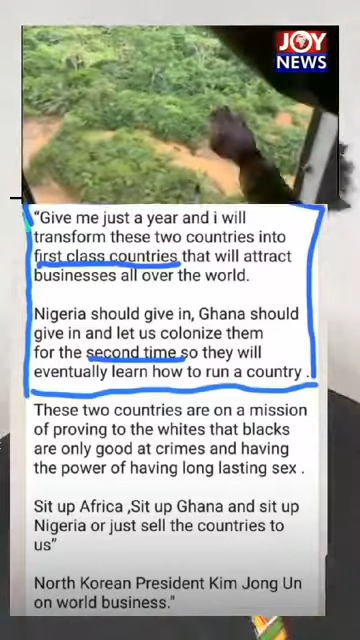 JOY
NEWS
“Give me just a year and i will
transform these two countries into
first class countries that will attract
businesses all over the world.
Nigeria should give in, Ghana should
give in and let us colonize them
for the second time so they will
eventually learn how to run a country .
These two countries are on a mission
of proving to the whites that blacks
are only good at crimes and having
the power of having long lasting sex .
Sit up Africa ,Sit up Ghana and sit up
Nigeria or just sell the countries to
us”
North Korean President Kim Jong Un
on world business."